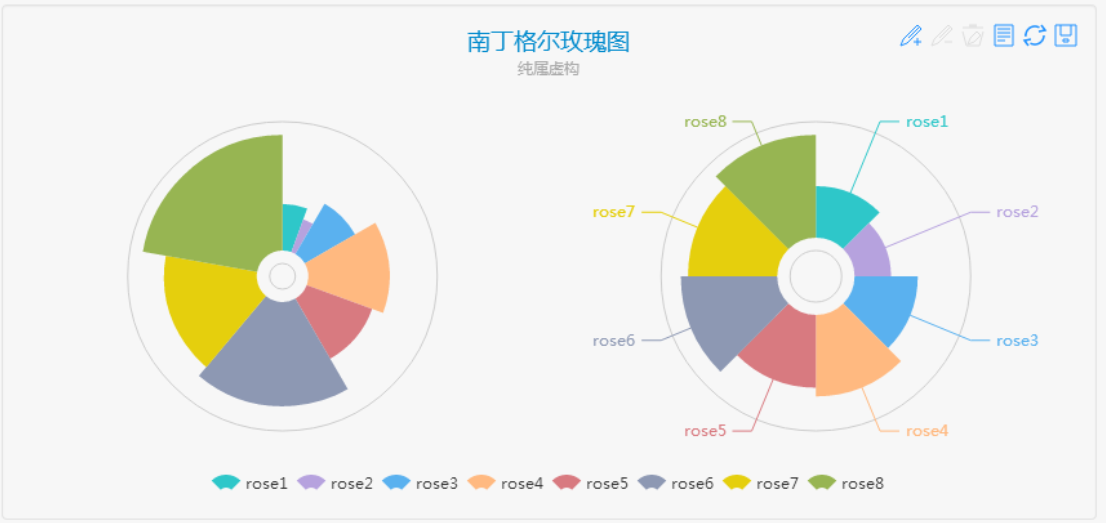 南丁格尔玫瑰图
纯属虚构
rose8
rose1
rose7
rose2
rose6
rose3
rose5
rose4
rose1 rose2 rose3 rose4 rose5 rose6 rose7 rose8